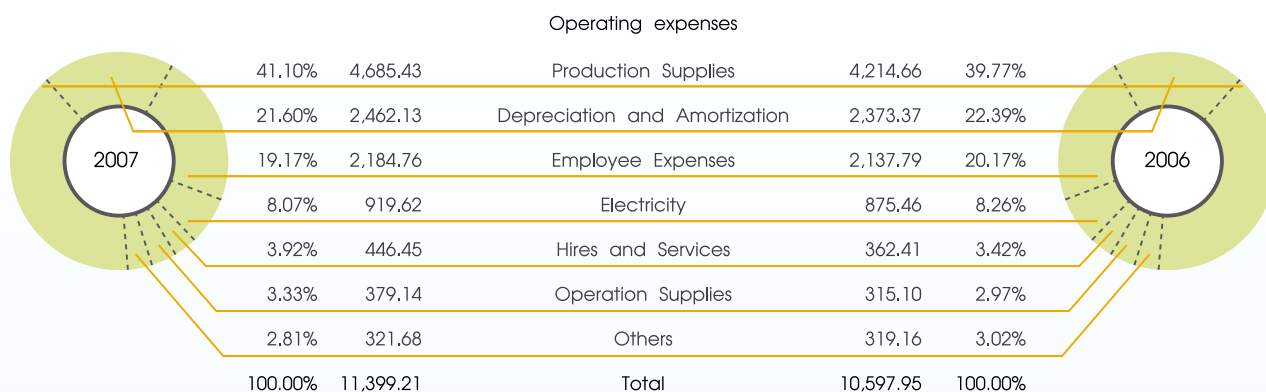 Operating expenses
41.10% 4,685.43 Production Supplies 4,214.66 39.77%
21.60% 2,462.13 Depreciation and Amortization 2,373.37 22.39%
2007 19.17% 2,184.76 Employee Expenses 2,137.79 20.17% 2006
8.07% 919.62 Electricity 875.46 8.26%
3.92% 446.45 Hires and Services 362.41 3.42%
3.33% 379.14 Operation Supplies 315.10 2.97%
2.81% 321.68 Others 319.16 3.02%
100.00% 11,399.21 Total 10,597.95 100.00%